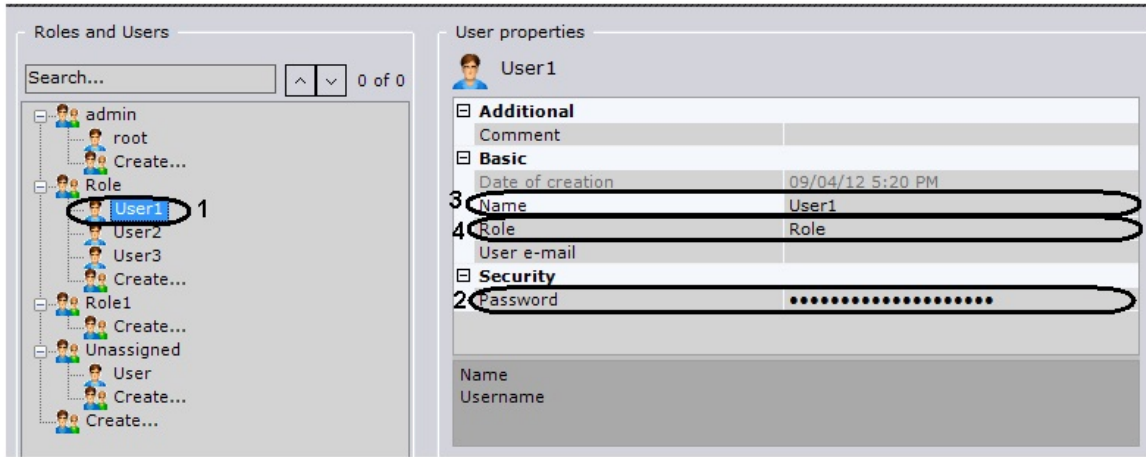 Roles and Users
Search...
0 of 0
admin
root
Create...
Role
User1
1
User2
User3
Create...
Role1
Create...
Unassigned
User
Create...
Create...
User properties
User1
Additional
Comment
Basic
Date of creation 09/04/12 5:20 PM
3 Name User1
4 Role Role
User e-mail
Security
2 Password ••••••••••••••••••••
Name
Username